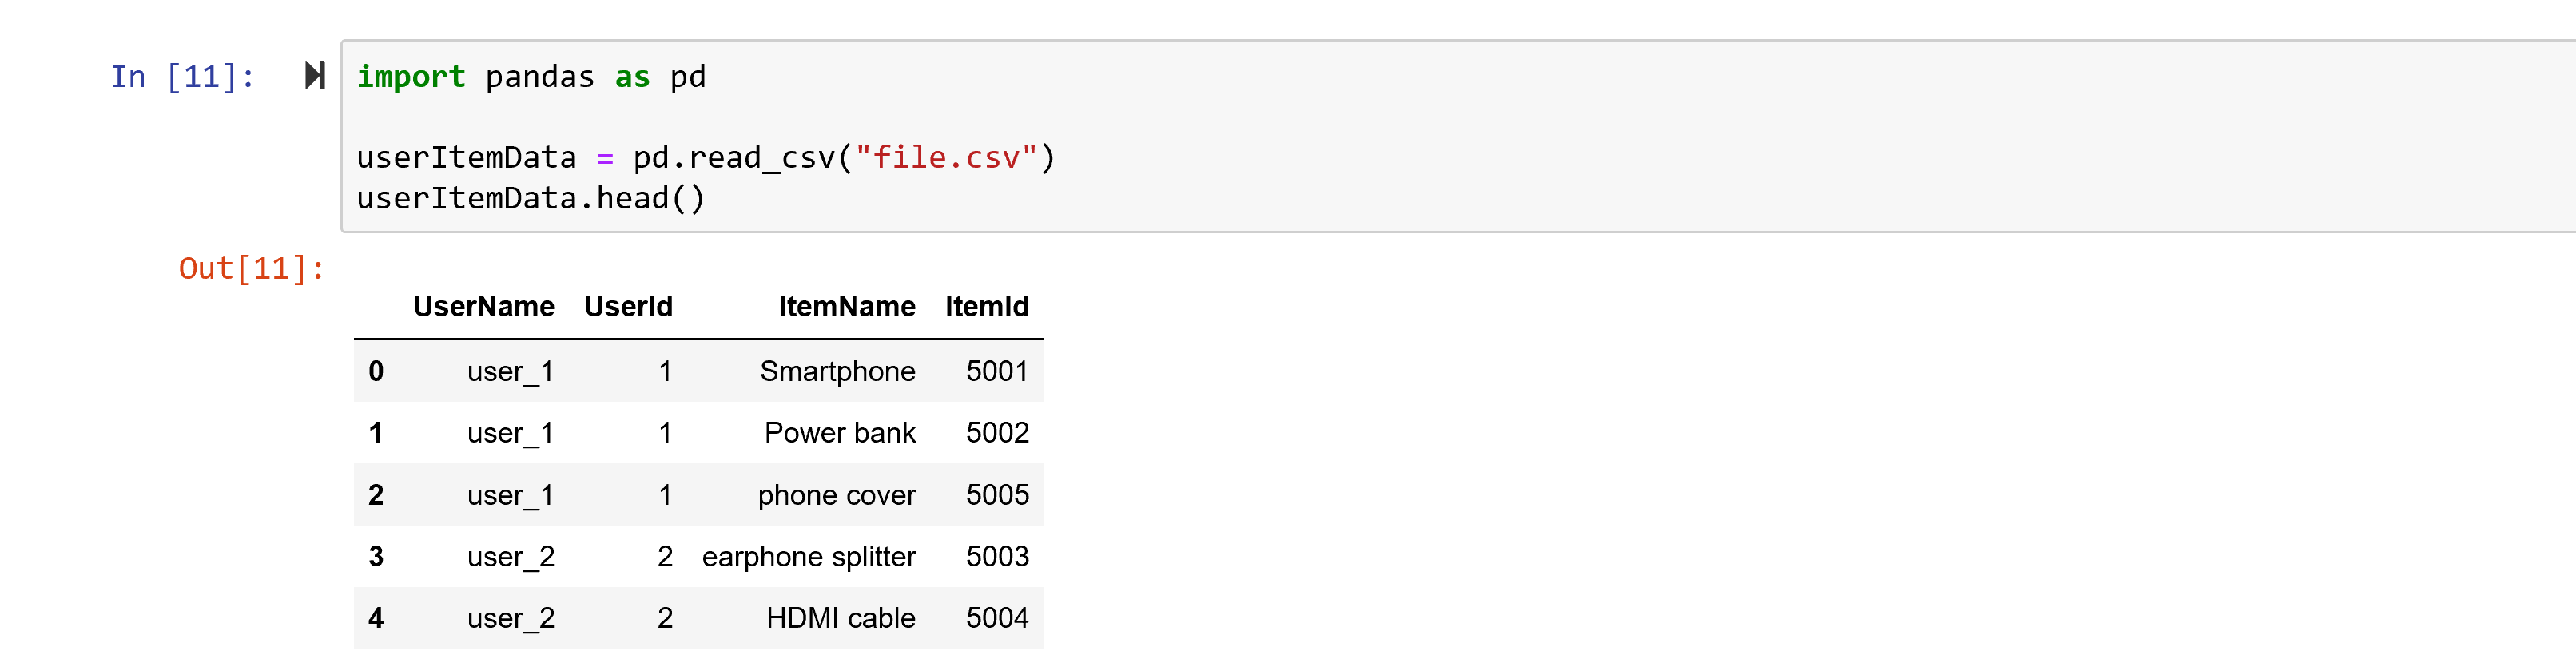 In [11]: import pandas as pd
userItemData = pd.read_csv("file.csv")
userItemData.head()
Out[11]:
UserName UserId ItemName ItemId
0 user_1 1 Smartphone 5001
1 user_1 1 Power bank 5002
2 user_1 1 phone cover 5005
3 user_2 2 earphone splitter 5003
4 user_2 2 HDMI cable 5004